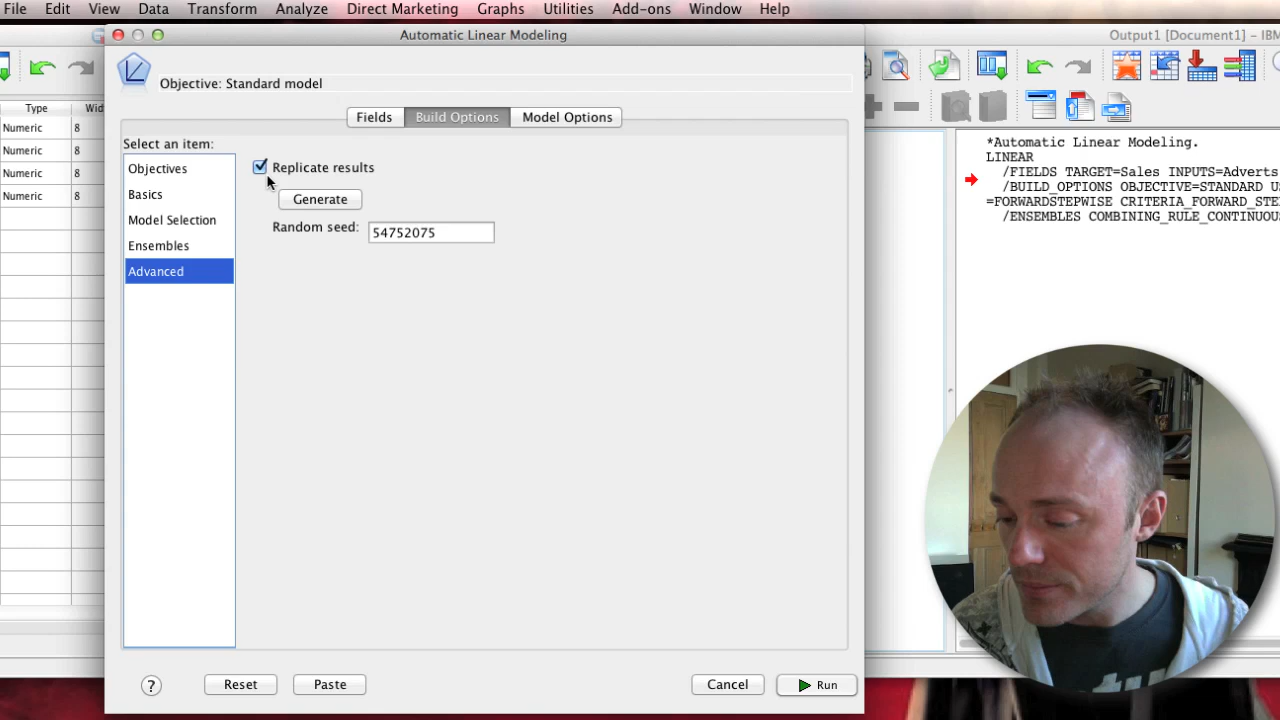 File Edit View Data Transform Analyze Direct Marketing Graphs Utilities Add-ons Window Help
Automatic Linear Modeling
Output1 [Document1] - IBM
Objective: Standard model
Type
Numeric 8
Numeric 8
Numeric 8
Numeric 8
Fields Build Options Model Options
Select an item:
Objectives
Basics
Model Selection
Ensembles
Advanced
Replicate results
Generate
Random seed: 54752075
*Automatic Linear Modeling.
LINEAR
/FIELDS TARGET=Sales INPUTS=Adverts
/BUILD_OPTIONS OBJECTIVE=STANDARD
=FORWARDSTEPWISE
/ENSEMBLES
? Reset Paste Cancel Run